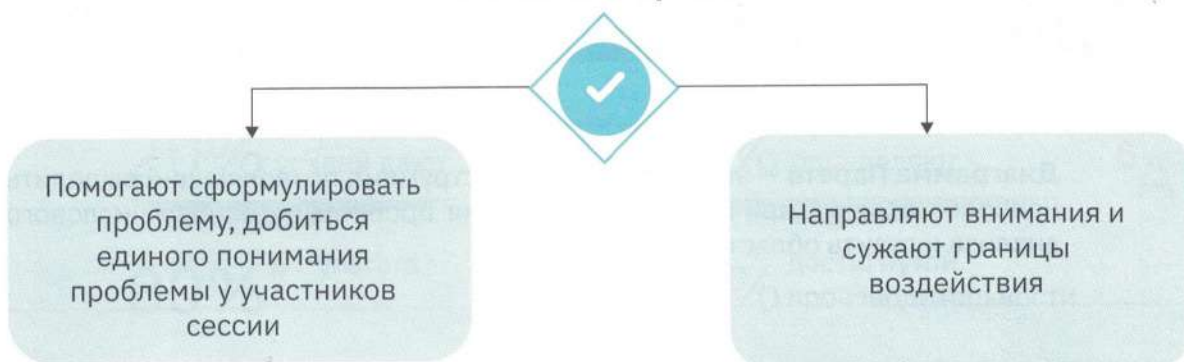 Помогают сформулировать
проблему, добиться
единого понимания
проблемы у участников
сессии
Направляют внимания и
сужают границы
воздействия